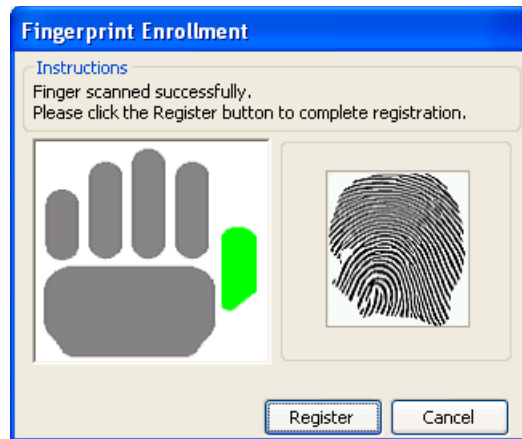 Fingerprint Enrollment
Instructions
Finger scanned successfully.
Please click the Register button to complete registration.
Register
Cancel